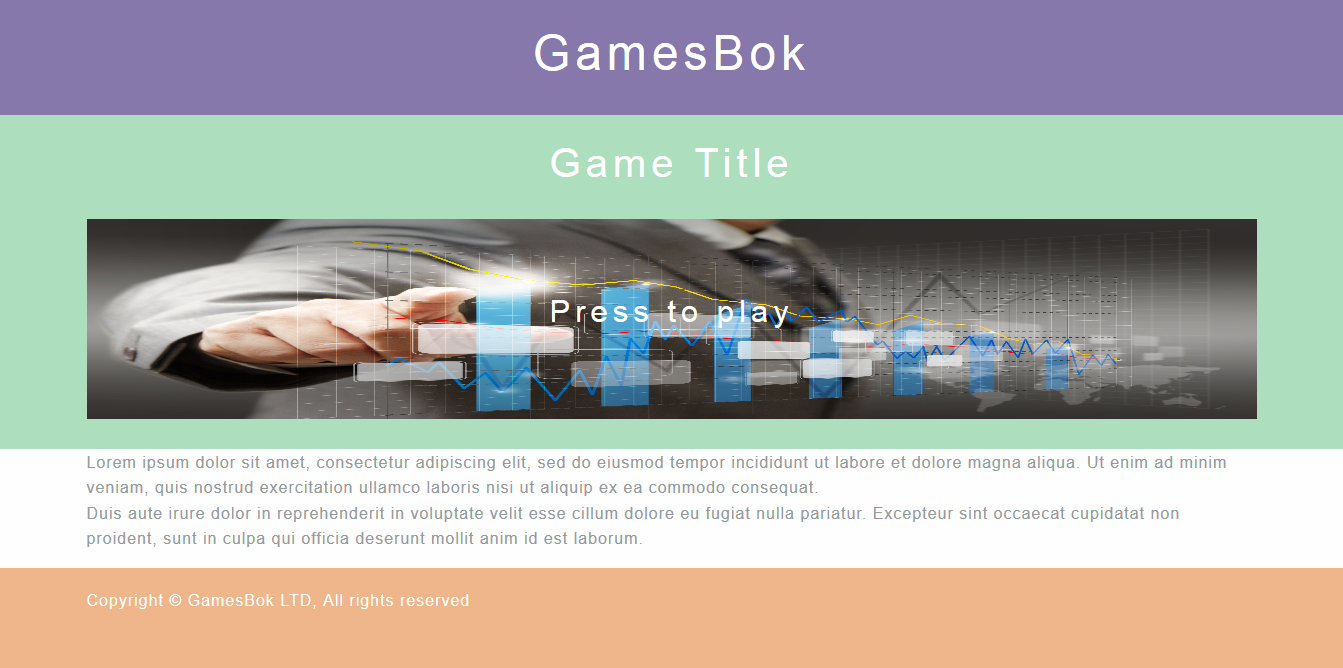 GamesBok
Game Title
Press to play
Lorem ipsum dolor sit amet, consectetur adipiscing elit, sed do eiusmod tempor incididunt ut labore et dolore magna aliqua. Ut enim ad minim
veniam, quis nostrud exercitation ullamco laboris nisi ut aliquip ex ea commodo consequat.
Duis aute irure dolor in reprehenderit in voluptate velit esse cillum dolore eu fugiat nulla pariatur. Excepteur sint occaecat cupidatat non
proident, sunt in culpa qui officia deserunt mollit anim id est laborum.
Copyright © GamesBok LTD, All rights reserved